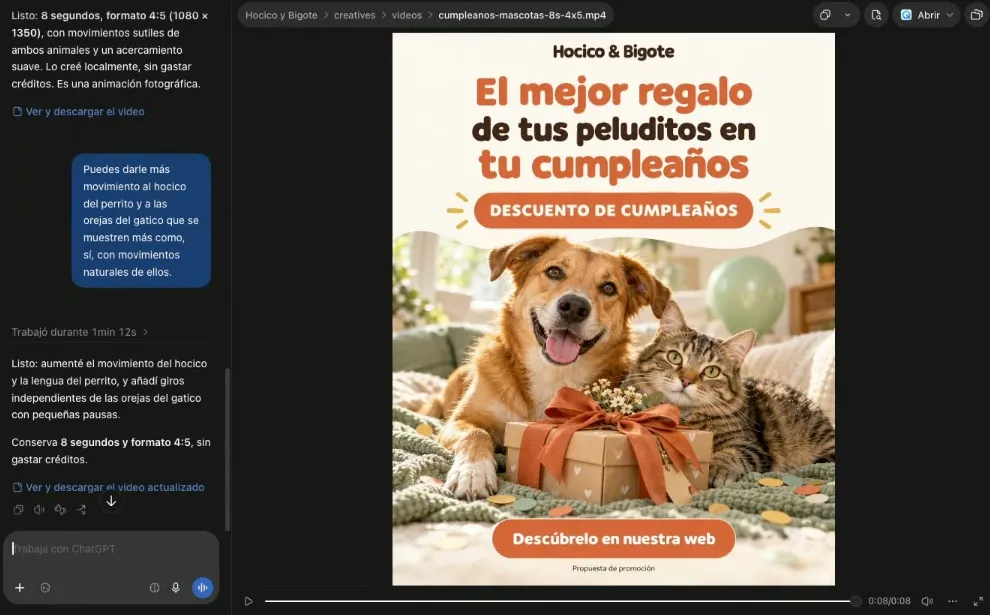 Listo: 8 segundos, formato 4:5 (1080 ×
1350), con movimientos sutiles de
ambos animales y un acercamiento
suave. Lo creé localmente, sin gastar
créditos. Es una animación fotográfica.
Ver y descargar el video
Puedes darle más
movimiento al hocico
del perrito y a las
orejas del gatico que se
muestren más como,
sí, con movimientos
naturales de ellos.
Trabajó durante 1min 12s
Listo: aumenté el movimiento del hocico
y la lengua del perrito, y añadí giros
independientes de las orejas del gatico
con pequeñas pausas.
Conserva 8 segundos y formato 4:5, sin
gastar créditos.
Ver y descargar el video actualizado
Trabaja con ChatGPT
Hocico y Bigote > creatives > videos > cumpleanos-mascotas-8s-4x5.mp4
Abrir
Hocico & Bigote
El mejor regalo
de tus peluditos en
tu cumpleaños
DESCUENTO DE CUMPLEAÑOS
Descúbrelo en nuestra web
Propuesta de promoción
0:08/0:08